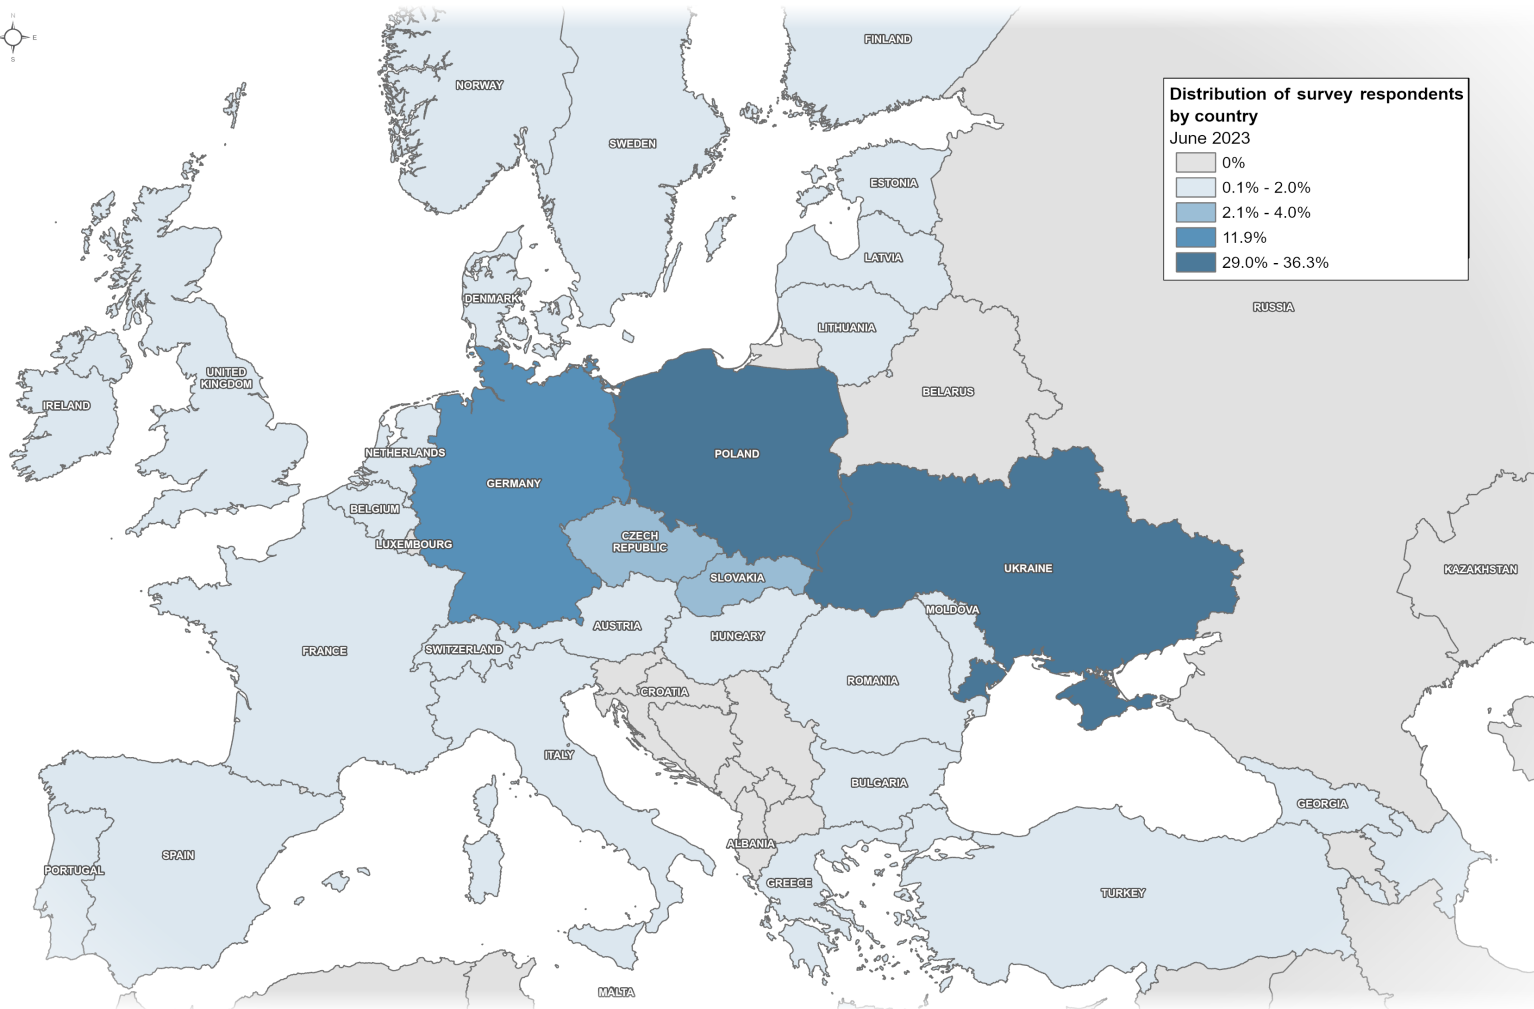 N
E
S
FINLAND
NORWAY
SWEDEN
Distribution of survey respondents
by country
June 2023
0%
0.1% - 2.0%
2.1% - 4.0%
11.9%
29.0% - 36.3%
ESTONIA
LATVIA
DENMARK
RUSSIA
LITHUANIA
UNITED
KINGDOM
IRELAND
BELARUS
NETHERLANDS
POLAND
GERMANY
BELGIUM
LUXEMBOURG
CZECH
REPUBLIC
SLOVAKIA
UKRAINE
KAZAKHSTAN
MOLDOVA
AUSTRIA
HUNGARY
FRANCE
SWITZERLAND
ROMANIA
CROATIA
ITALY
BULGARIA
GEORGIA
ALBANIA
SPAIN
PORTUGAL
GREECE
TURKEY
MALTA